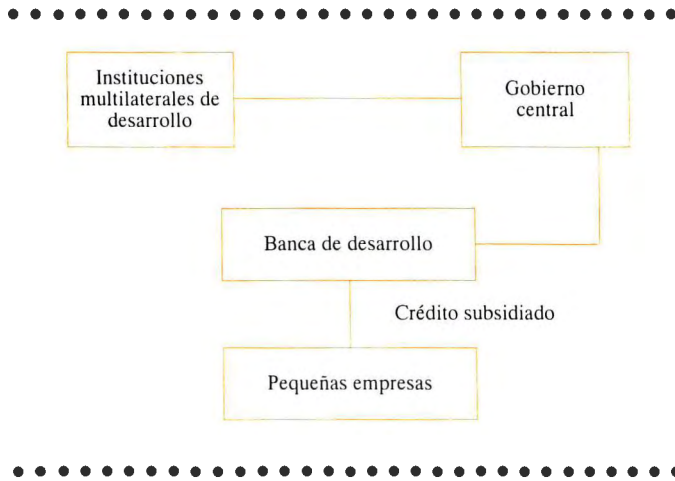 Instituciones
multilaterales de
desarrollo
Gobierno
central
Banca de desarrollo
Crédito subsidiado
Pequeñas empresas